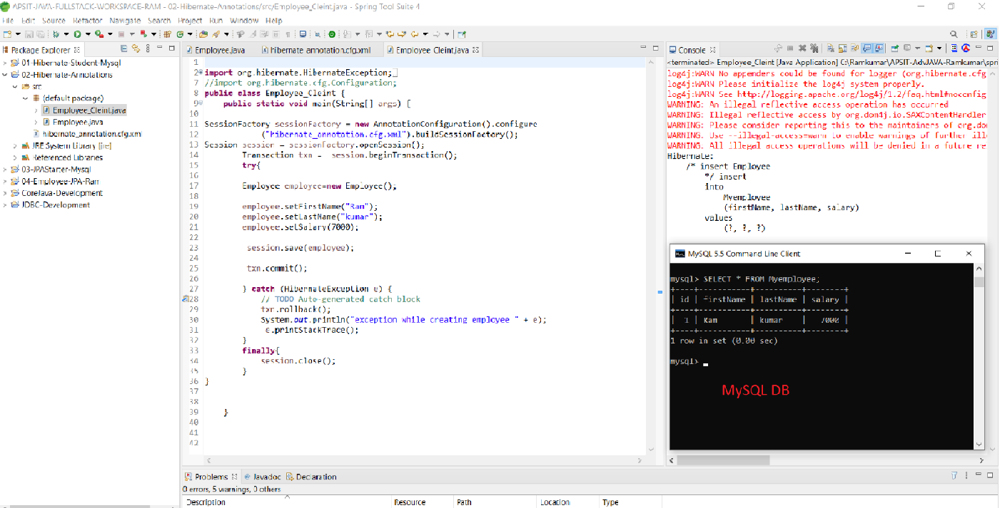 APSIT-JAVA-FULLSTACK-WORKSPACE-RAM - 02-Hibernate-Annotations/src/Employee_Cleint.java - Spring Tool Suite 4
File Edit Source Refactor Navigate Search Project Run Window Help
Package Explorer
01-Hibernate-Student-Mysql
02-Hibernate-Annotations
src
(default package)
Employee_Cleint.java
Employee.java
hibernate_annotation.cfg.xml
JRE System Library [jre]
Referenced Libraries
03-JPAStarter-Mysql
04-Employee-JPA-Ram
CoreJava-Development
JDBC-Development
Employee.java hibernate_annotation.cfg.xml Employee_Cleint.java
1
2 import org.hibernate.HibernateException;
7 //import org.hibernate.cfg.Configuration;
8 public class Employee_Cleint {
9 public static void main(String[] args) {
10
11 SessionFactory sessionFactory = new AnnotationConfiguration().configure
12 ("hibernate_annotation.cfg.xml").buildSessionFactory();
13 Session session = sessionFactory.openSession();
14 Transaction txn = session.beginTransaction();
15 try{
16
17 Employee employee=new Employee();
18
19 employee.setFirstName("Ram");
20 employee.setLastName("kumar");
21 employee.setSalary(7000);
22
23 session.save(employee);
24
25 txn.commit();
26
27 } catch (HibernateException e) {
28 // TODO Auto-generated catch block
29 txn.rollback();
30 System.out.println("exception while creating employee " + e);
31 e.printStackTrace();
32 }
33 finally{
34 session.close();
35 }
36 }
37
38
39 }
40
41
42
Console
<terminated> Employee_Cleint [Java Application] C:\Ramkumar\APSIT-AdvJAVA-Ramkumar\spri
log4j:WARN No appenders could be found for logger (org.hibernate.cfg
log4j:WARN Please initialize the log4j system properly.
log4j:WARN See http://logging.apache.org/log4j/1.2/faq.html#noconfig
WARNING: An illegal reflective access operation has occurred
WARNING: Illegal reflective access by org.dom4j.io.SAXContentHandler
WARNING: Please consider reporting this to the maintainers of org.dom
WARNING: Use --illegal-access=warn to enable warnings of further ille
WARNING: All illegal access operations will be denied in a future re
Hibernate:
/* insert Employee
*/ insert
into
Myemployee
(firstName, lastName, salary)
values
(?, ?, ?)
MySQL 5.5 Command Line Client
mysql> SELECT * FROM Myemployee;
+----+-----------+----------+--------+
| id | firstName | lastName | salary |
+----+-----------+----------+--------+
| 1 | Ram | kumar | 7000 |
+----+-----------+----------+--------+
1 row in set (0.00 sec)
mysql>
MySQL DB
Problems Javadoc Declaration
0 errors, 5 warnings, 0 others
Description Resource Path Location Type